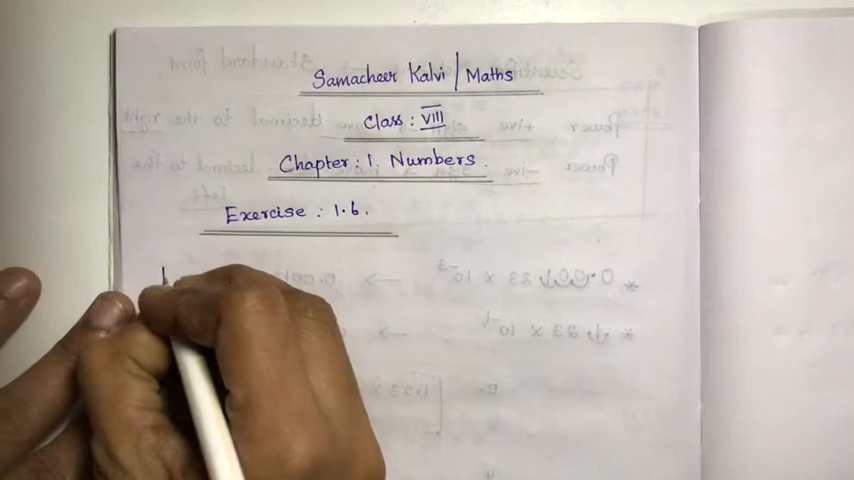 Samacheer Kalvi | Maths
Class : VIII
Chapter : 1. Numbers.
Exercise : 1.6.